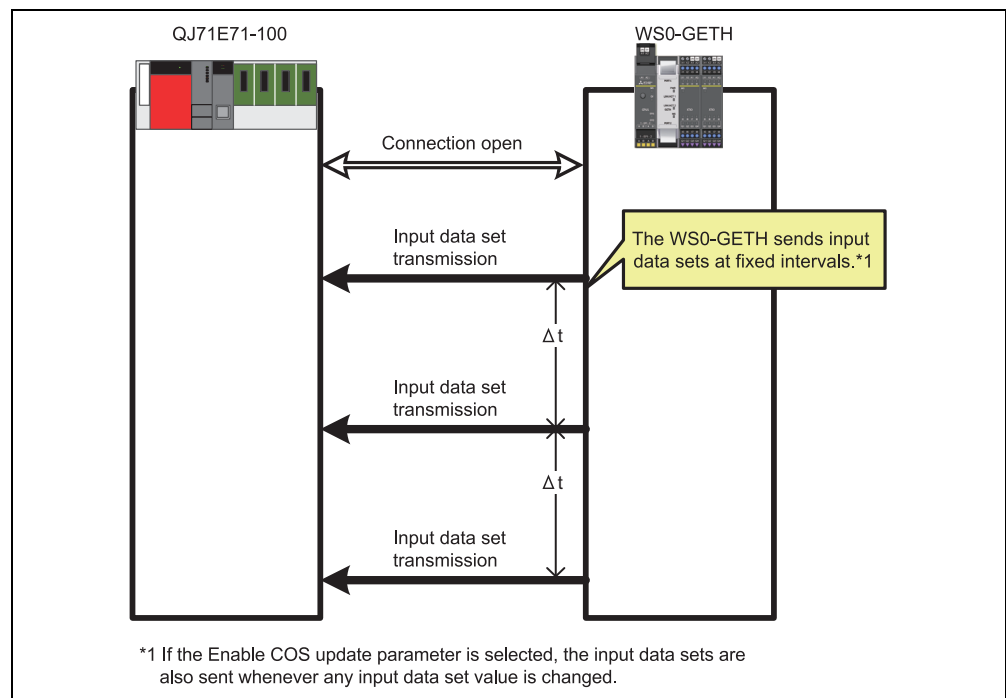 QJ71E71-100
WS0-GETH
Connection open
Input data set
transmission
The WS0-GETH sends input
data sets at fixed intervals.*1
Δt
Input data set
transmission
Δt
Input data set
transmission
*1 If the Enable COS update parameter is selected, the input data sets are
also sent whenever any input data set value is changed.